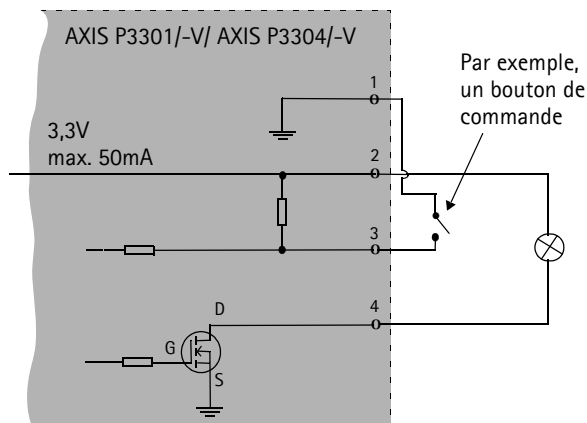 AXIS P3301/-V/ AXIS P3304/-V
Par exemple,
un bouton de
commande
1
3,3V
max. 50mA
2
3
4
D
G
S